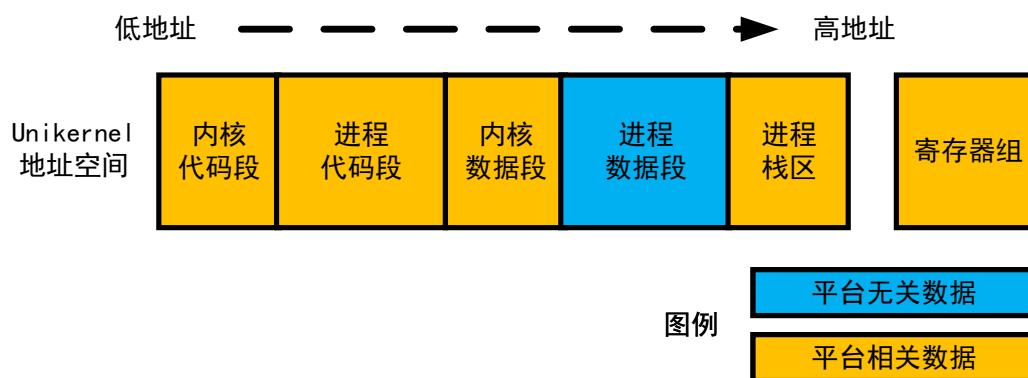 低地址
高地址
Unikernel
地址空间
内核
代码段
进程
代码段
内核
数据段
进程
数据段
进程
栈区
寄存器组
图例
平台无关数据
平台相关数据